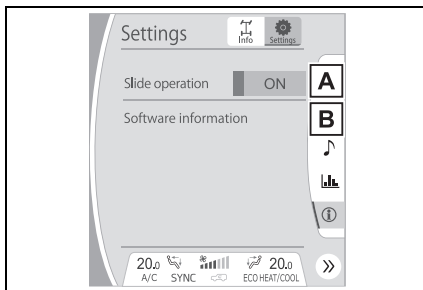 Settings
Info
Settings
Slide operation ON
A
Software information
B
20.0 20.0
A/C SYNC ECO HEAT/COOL